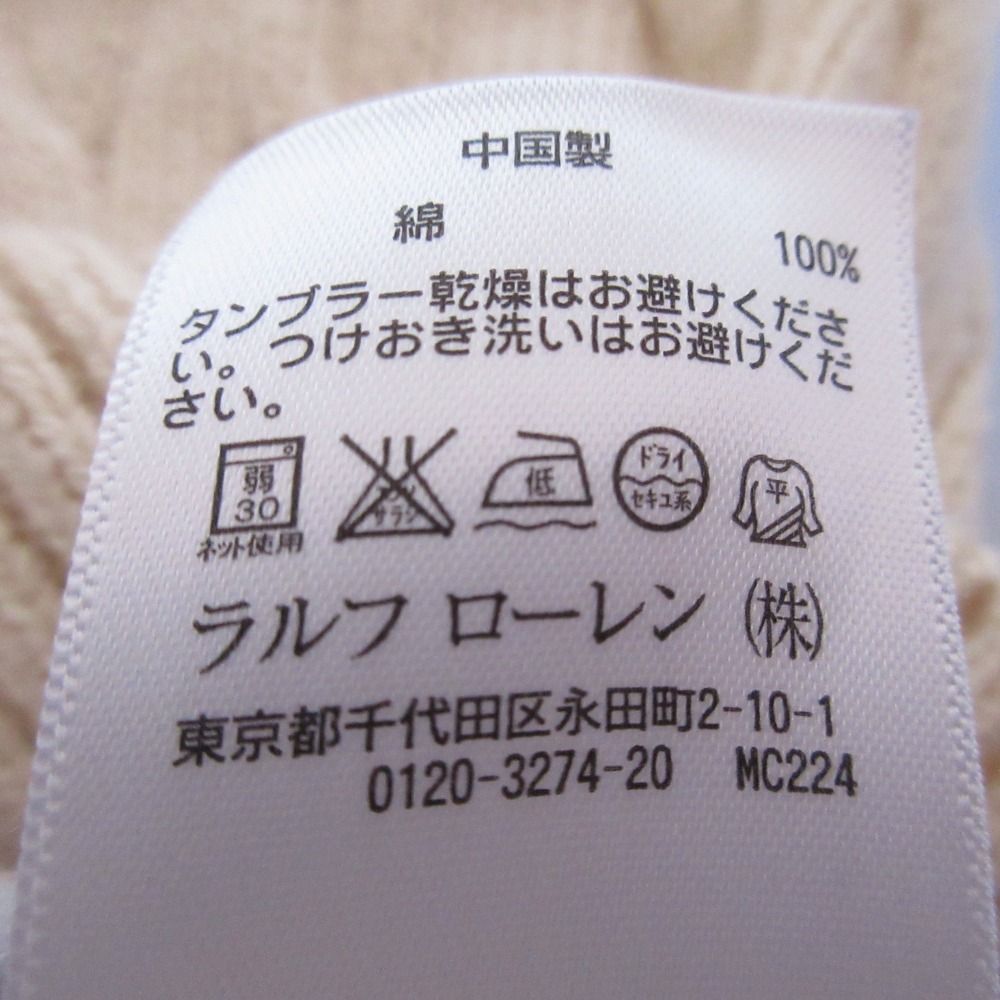 中国製
綿 100%
タンブラー乾燥はお避けくださ
い。つけおき洗いはお避けくだ
さい。
弱
30
ネット使用
エンソ
サラシ
低
ドライ
セキユ系
平
ラルフ ローレン (株)
東京都千代田区永田町2-10-1
0120-3274-20 MC224